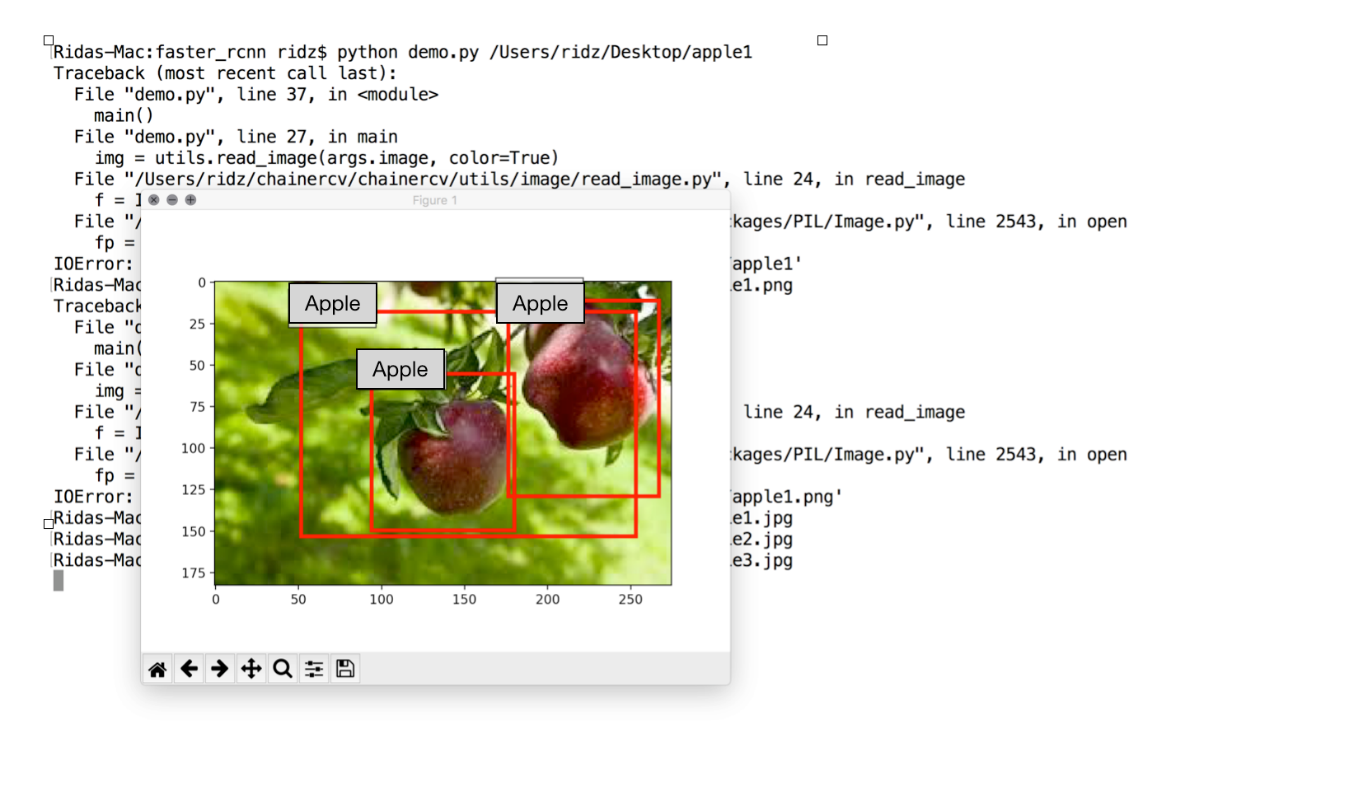 Ridas-Mac:faster_rcnn ridz$ python demo.py /Users/ridz/Desktop/apple1
Traceback (most recent call last):
File "demo.py", line 37, in <module>
main()
File "demo.py", line 27, in main
img = utils.read_image(args.image, color=True)
File "/Users/ridz/chainercv/chainercv/utils/image/read_image.py", line 24, in read_image
f =
Figure 1
File "/ kages/PIL/Image.py", line 2543, in open
fp =
IOError: apple1'
Ridas-Mac e1.png
Traceback
File "d
main(
File "d
img =
File "/ line 24, in read_image
f =
File "/ kages/PIL/Image.py", line 2543, in open
fp =
IOError: apple1.png'
Ridas-Mac e1.jpg
Ridas-Mac e2.jpg
Ridas-Mac e3.jpg
Apple Apple
Apple
0
25
50
75
100
125
150
175
0 50 100 150 200 250